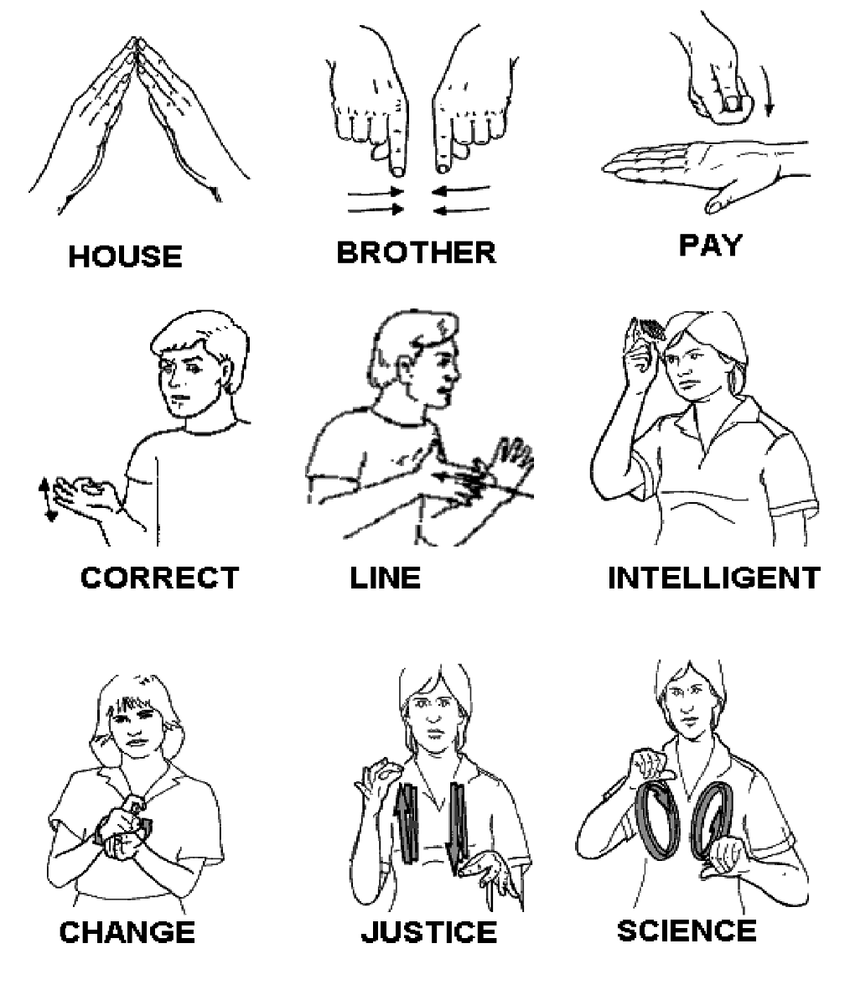 HOUSE
BROTHER
PAY
CORRECT
LINE
INTELLIGENT
CHANGE
JUSTICE
SCIENCE